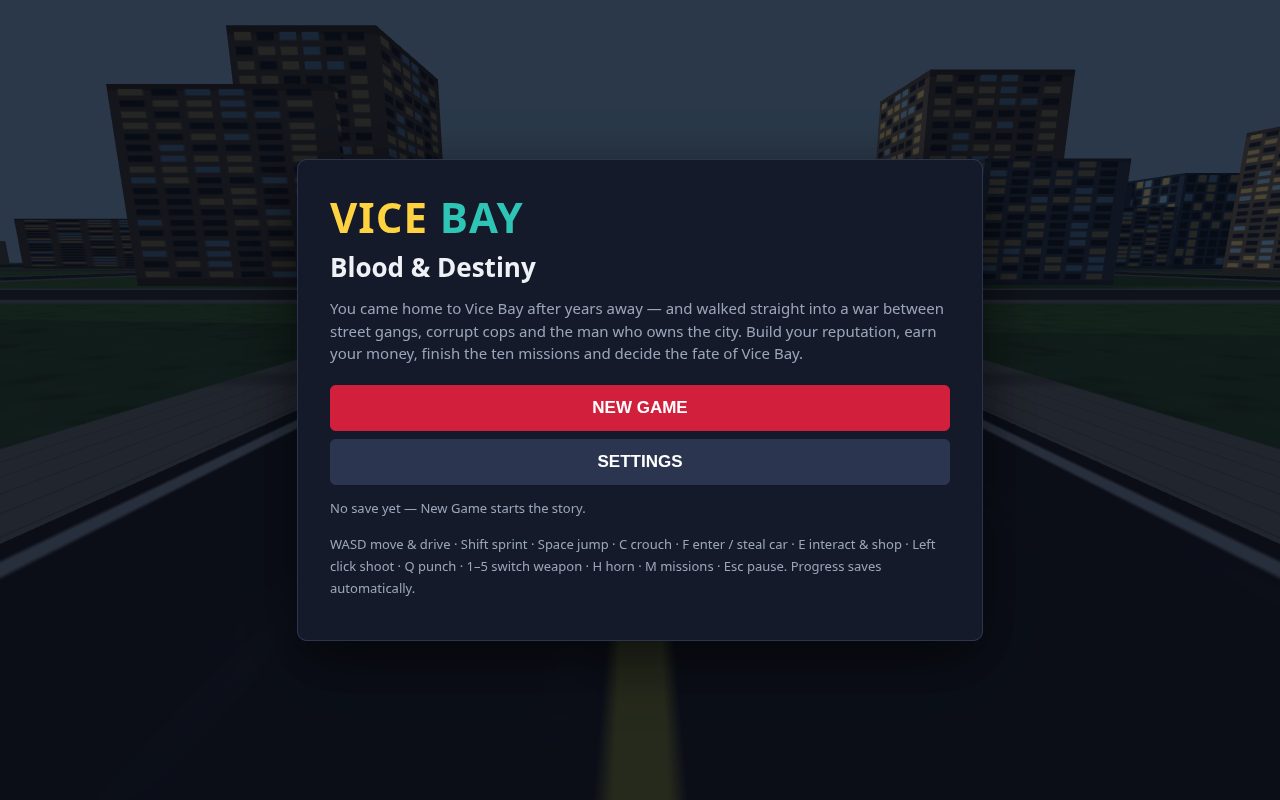 VICE BAY
Blood & Destiny
You came home to Vice Bay after years away — and walked straight into a war between
street gangs, corrupt cops and the man who owns the city. Build your reputation, earn
your money, finish the ten missions and decide the fate of Vice Bay.
NEW GAME
SETTINGS
No save yet — New Game starts the story.
WASD move & drive · Shift sprint · Space jump · C crouch · F enter / steal car · E interact & shop · Left
click shoot · Q punch · 1–5 switch weapon · H horn · M missions · Esc pause. Progress saves
automatically.